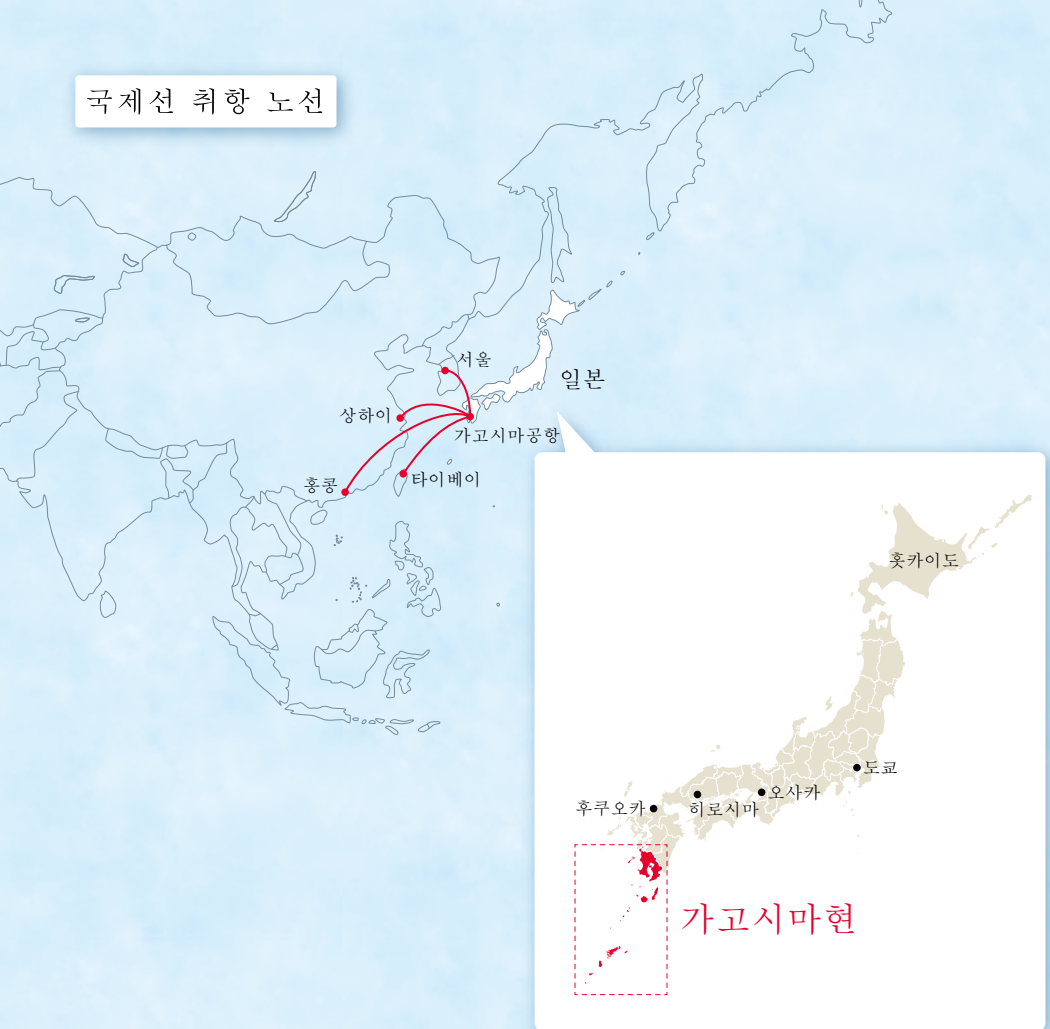 국제선 취항 노선
서울
일본
상하이
가고시마공항
홍콩
타이베이
홋카이도
도쿄
오사카
후쿠오카
히로시마
가고시마현